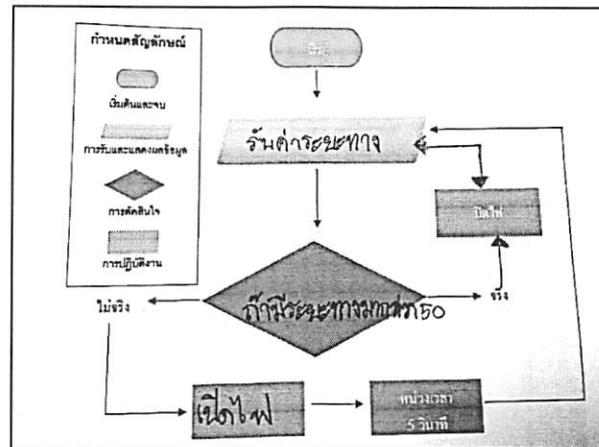 กำหนดสัญลักษณ์
เริ่มต้นและจบ
การรับและแสดงผลข้อมูล
การตัดสินใจ
การปฏิบัติงาน
รับค่าระยะทาง
ปิดไฟ
ถ้ามีระยะทางมากกว่า 50
จริง
ไม่จริง
เปิดไฟ
หน่วงเวลา
5 วินาที